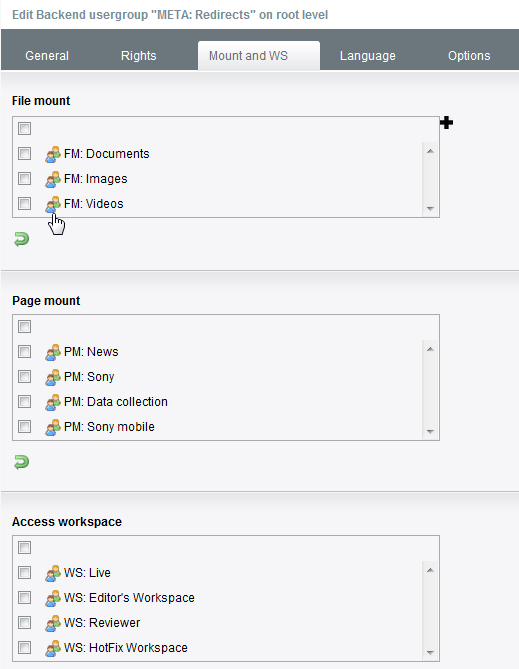 Edit Backend usergroup "META: Redirects" on root level
General Rights Mount and WS Language Options
File mount
FM: Documents
FM: Images
FM: Videos
Page mount
PM: News
PM: Sony
PM: Data collection
PM: Sony mobile
Access workspace
WS: Live
WS: Editor's Workspace
WS: Reviewer
WS: HotFix Workspace